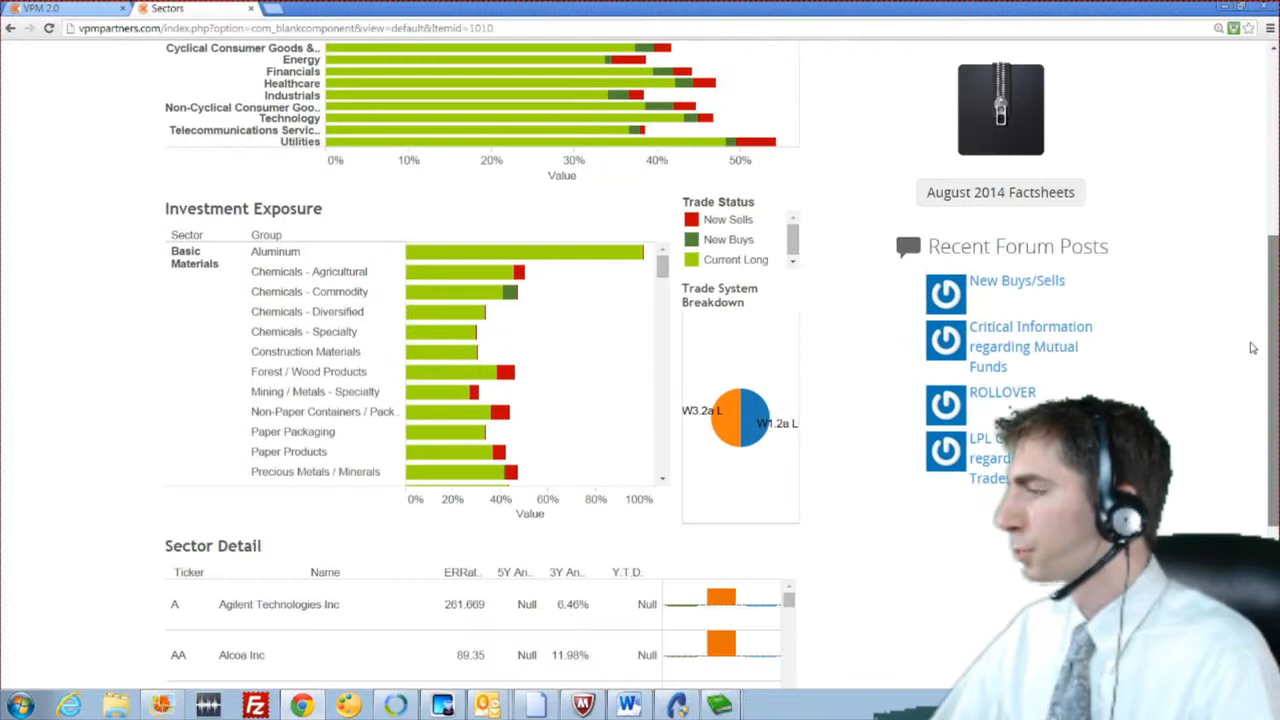 VPM 2.0
Sectors
vpmpartners.com/index.php?option=com_blankcomponent&view=default&Itemid=1010
Cyclical Consumer Goods &..
Energy
Financials
Healthcare
Industrials
Non-Cyclical Consumer Goo..
Technology
Telecommunications Servic..
Utilities
0% 10% 20% 30% 40% 50%
Value
August 2014 Factsheets
Investment Exposure
Sector Group
Basic Materials
Aluminum
Chemicals - Agricultural
Chemicals - Commodity
Chemicals - Diversified
Chemicals - Specialty
Construction Materials
Forest / Wood Products
Mining / Metals - Specialty
Non-Paper Containers / Pack..
Paper Packaging
Paper Products
Precious Metals / Minerals
0% 20% 40% 60% 80% 100%
Value
Trade Status
New Sells
New Buys
Current Long
Trade System
Breakdown
W3.2a L
W1.2a L
Recent Forum Posts
New Buys/Sells
Critical Information
regarding Mutual
Funds
ROLLOVER
LPL
regard
Trade
Sector Detail
Ticker Name ERRat.. 5Y An.. 3Y An.. Y.T.D.
A Agilent Technologies Inc 261.669 Null 6.46% Null
AA Alcoa Inc 89.35 Null 11.98% Null